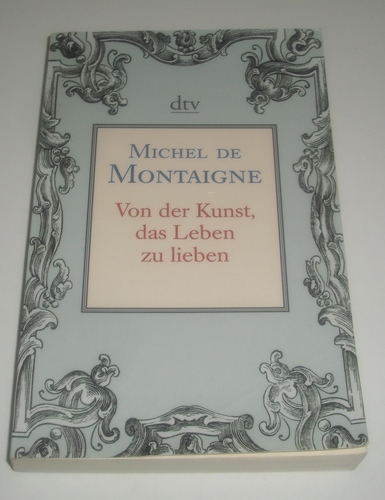 dtv
MICHEL DE
MONTAIGNE
Von der Kunst,
das Leben
zu lieben